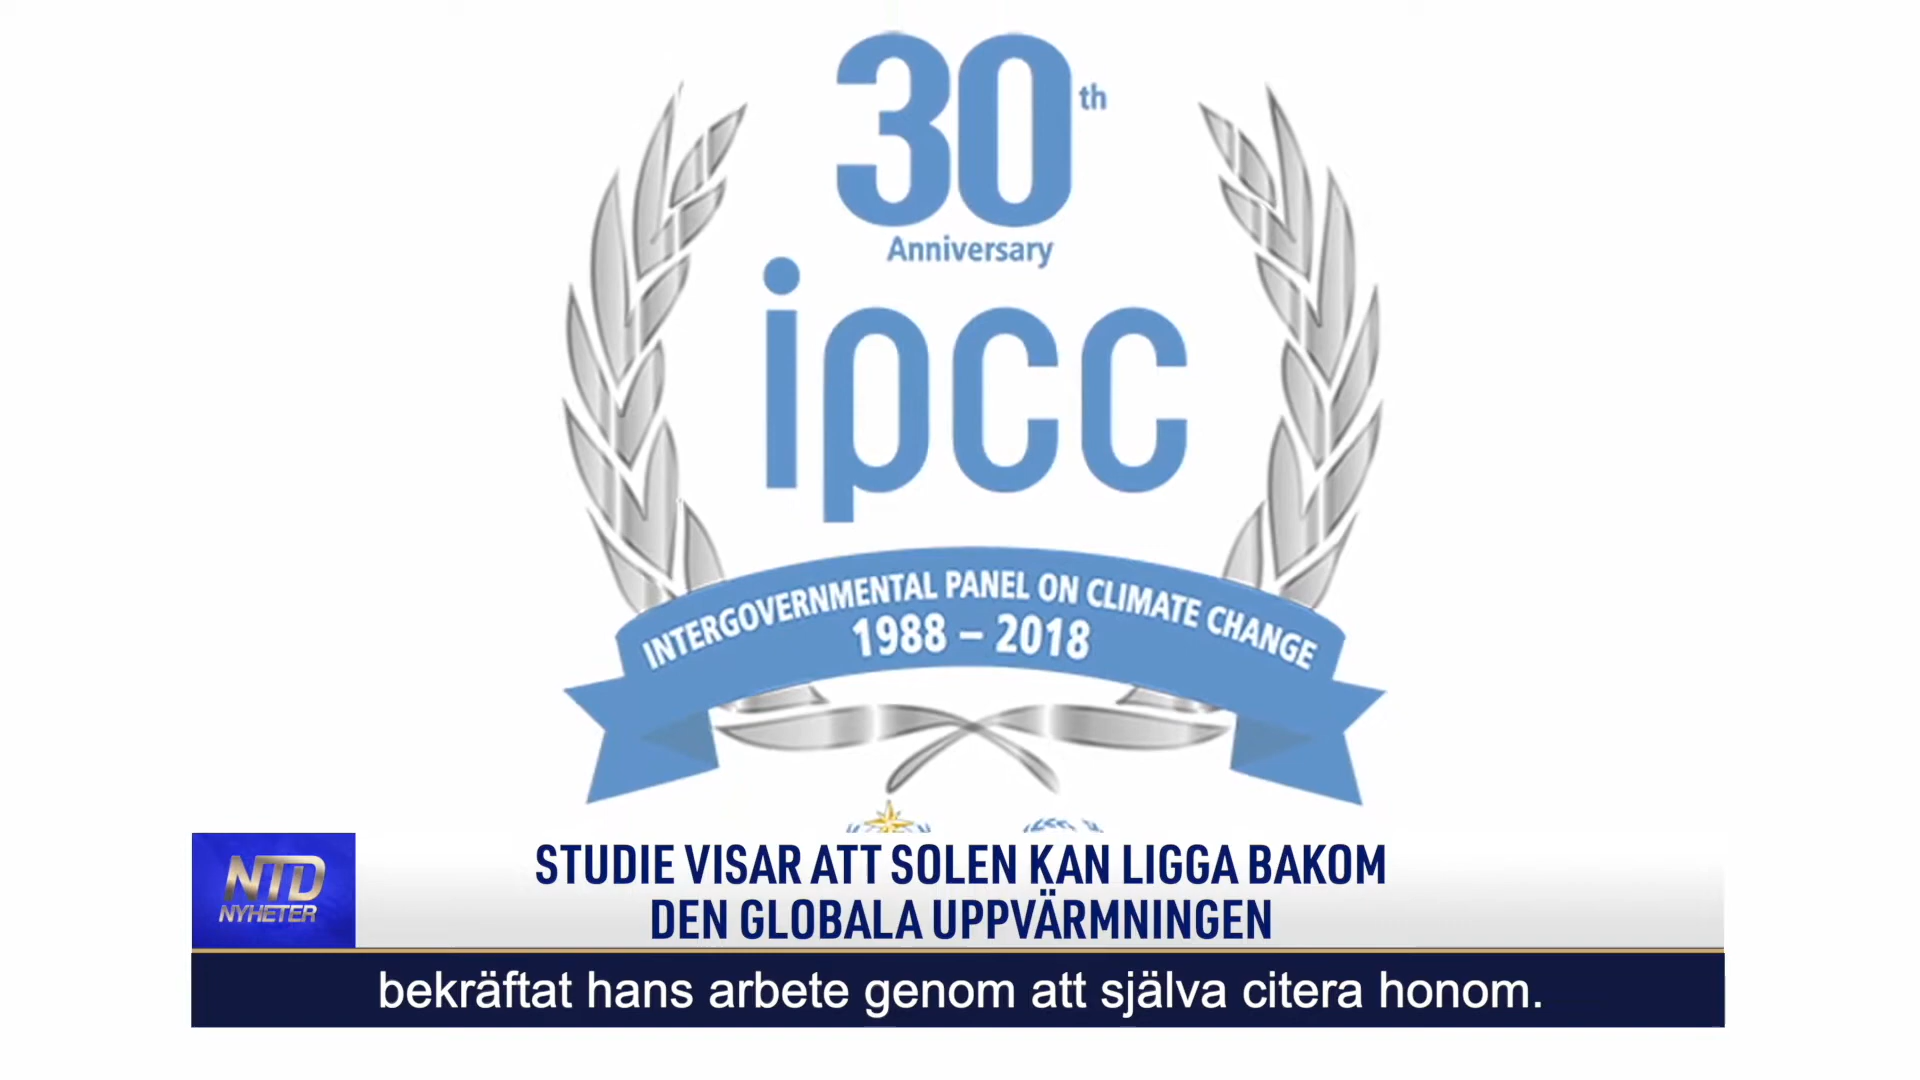 30th
Anniversary
ipcc
INTERGOVERNMENTAL PANEL ON CLIMATE CHANGE
1988 – 2018
NTD
NYHETER
STUDIE VISAR ATT SOLEN KAN LIGGA BAKOM
DEN GLOBALA UPPVÄRMNINGEN
bekräftat hans arbete genom att själva citera honom.